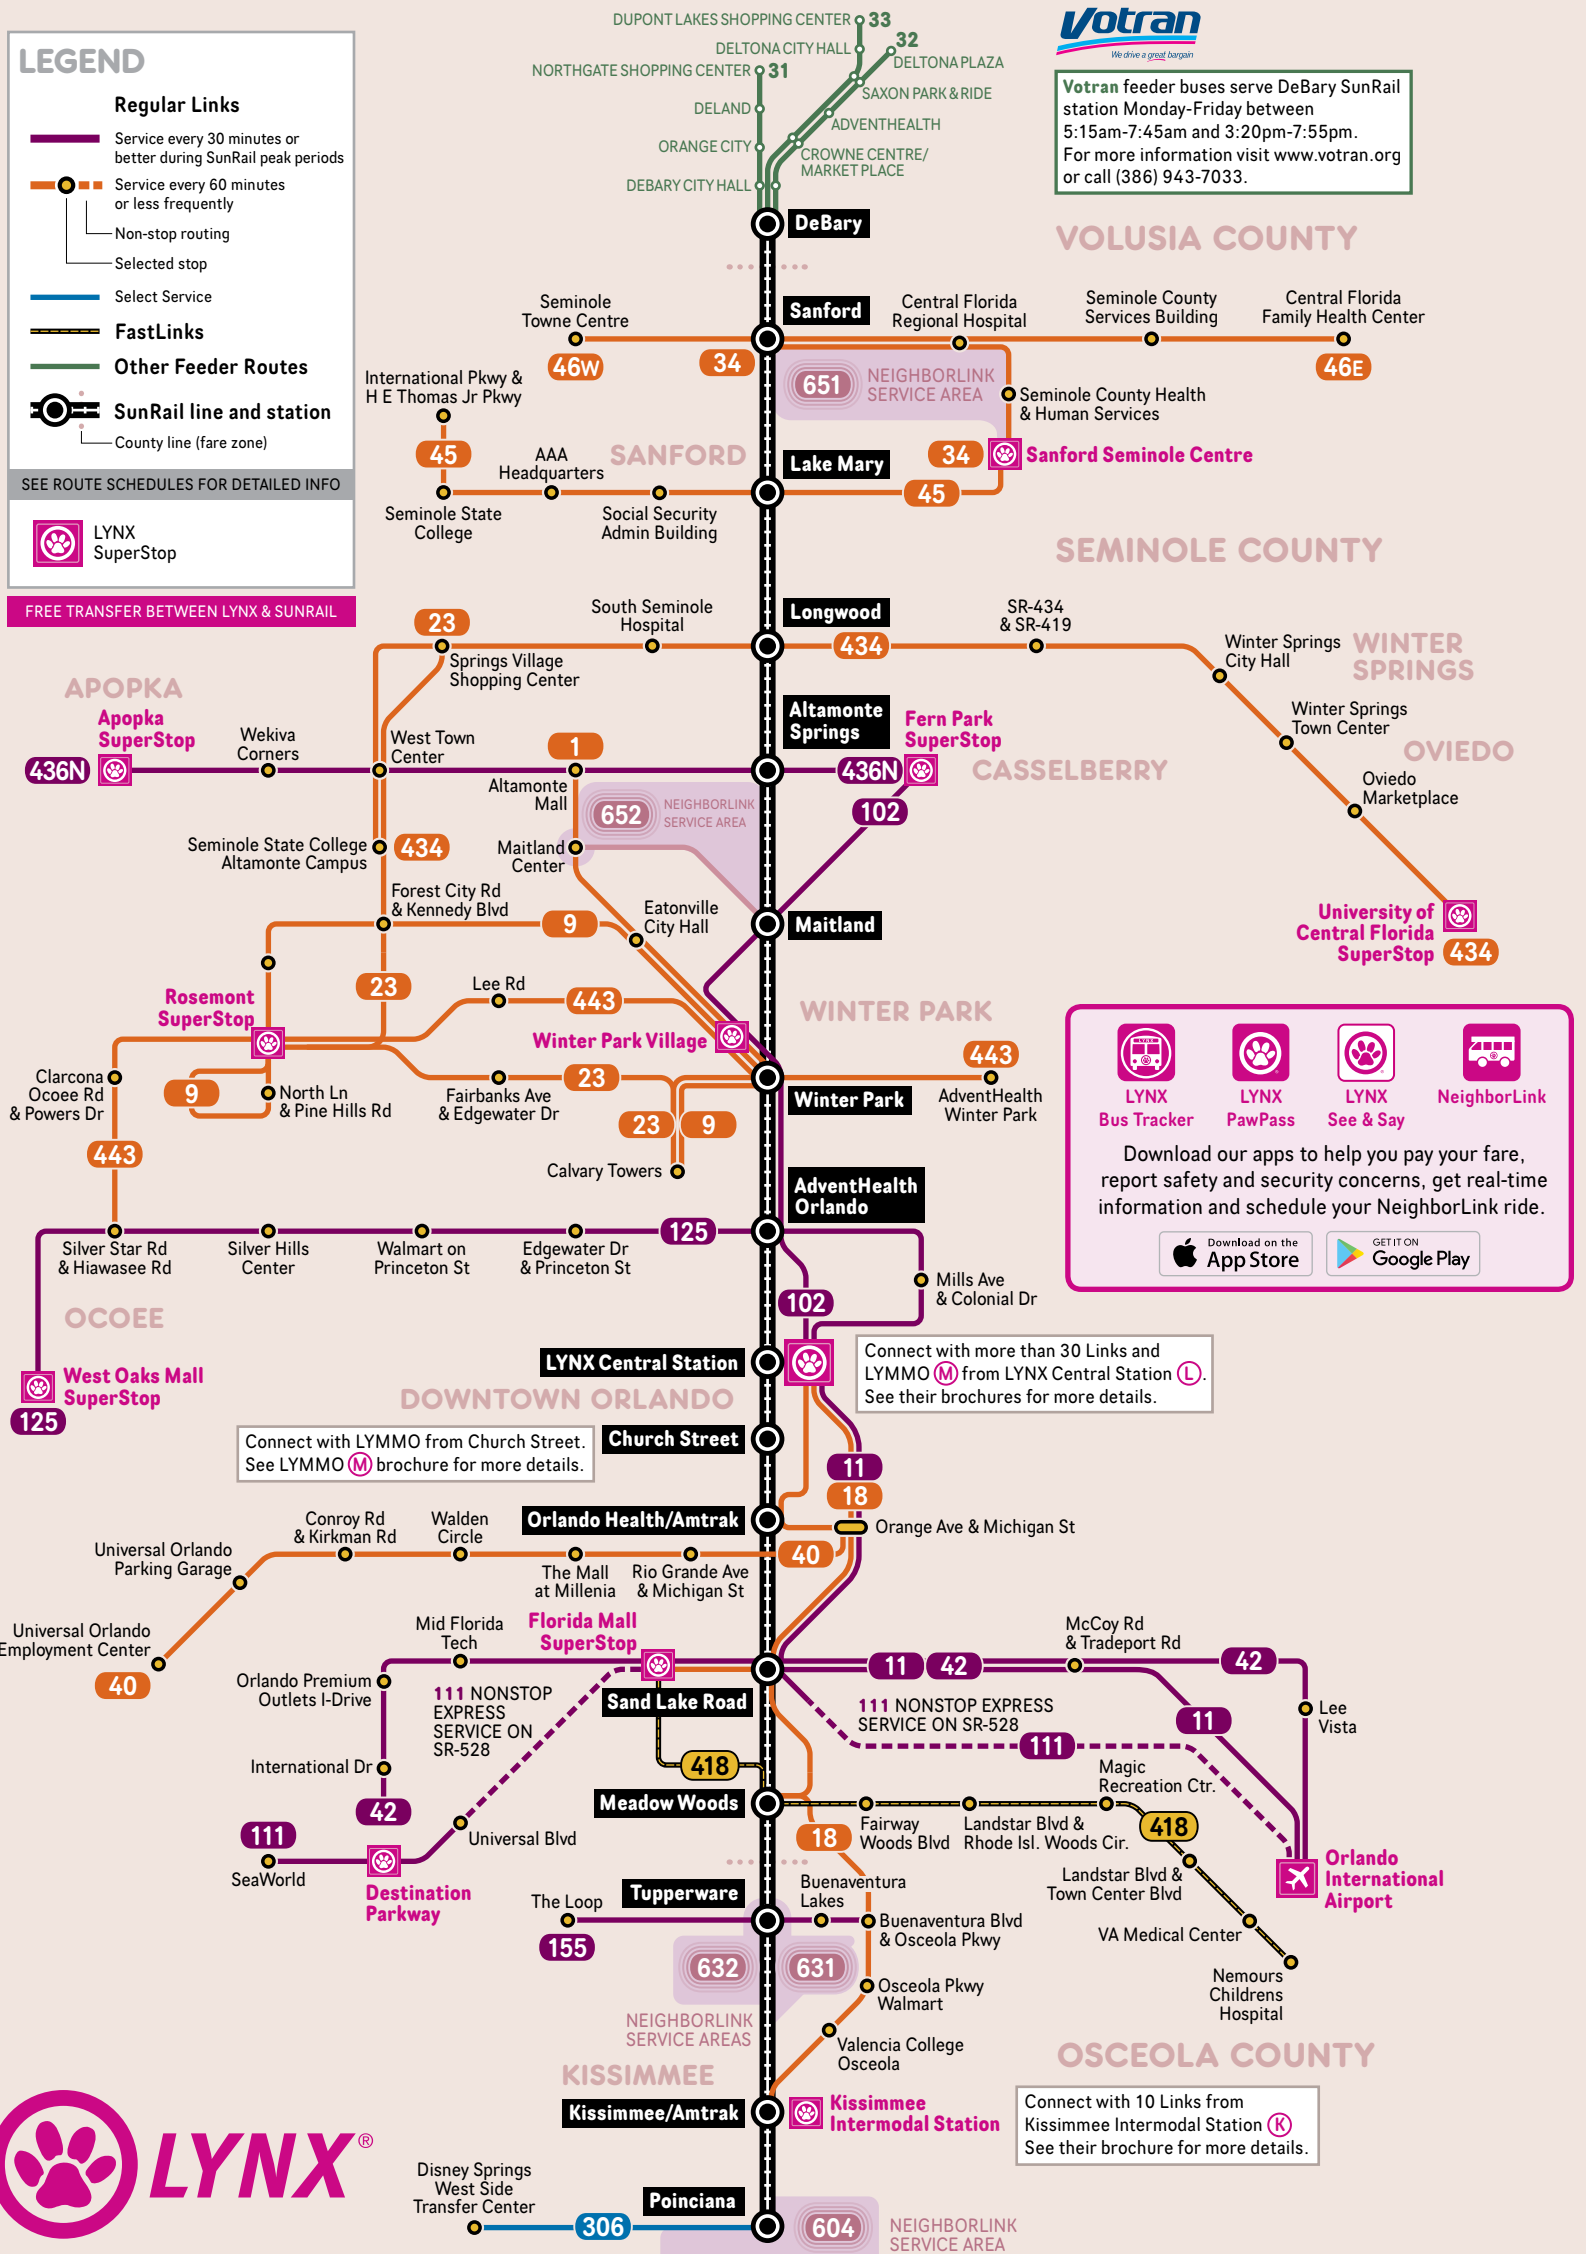 LEGEND
Regular Links
Service every 30 minutes or
better during SunRail peak periods
Service every 60 minutes
or less frequently
Non-stop routing
Selected stop
Select Service
FastLinks
Other Feeder Routes
SunRail line and station
County line (fare zone)
SEE ROUTE SCHEDULES FOR DETAILED INFO
LYNX
SuperStop
FREE TRANSFER BETWEEN LYNX & SUNRAIL
DUPONT LAKES SHOPPING CENTER
33
DELTONA CITY HALL
32
DELTONA PLAZA
NORTHGATE SHOPPING CENTER
31
SAXON PARK & RIDE
DELAND
ADVENTHEALTH
ORANGE CITY
CROWNE CENTRE/
MARKET PLACE
DEBARY CITY HALL
Votran
We drive a great bargain
Votran feeder buses serve DeBary SunRail
station Monday-Friday between
5:15am-7:45am and 3:20pm-7:55pm.
For more information visit www.votran.org
or call (386) 943-7033.
DeBary
VOLUSIA COUNTY
Seminole
Towne Centre
46W
34
Sanford
Central Florida
Regional Hospital
Seminole County
Services Building
Central Florida
Family Health Center
46E
651
NEIGHBORLINK
SERVICE AREA
International Pkwy &
H E Thomas Jr Pkwy
Seminole County Health
& Human Services
45
AAA
Headquarters
SANFORD
Lake Mary
34
Sanford Seminole Centre
45
Seminole State
College
Social Security
Admin Building
SEMINOLE COUNTY
23
South Seminole
Hospital
Longwood
434
SR-434
& SR-419
Winter Springs
City Hall
WINTER
SPRINGS
Springs Village
Shopping Center
APOPKA
Apopka
SuperStop
436N
Wekiva
Corners
West Town
Center
1
Altamonte
Springs
Fern Park
SuperStop
436N
CASSELBERRY
Winter Springs
Town Center
OVIEDO
Altamonte
Mall
652
NEIGHBORLINK
SERVICE AREA
102
Oviedo
Marketplace
Seminole State College
Altamonte Campus
434
Maitland
Center
Forest City Rd
& Kennedy Blvd
9
Eatonville
City Hall
Maitland
University of
Central Florida
SuperStop
434
Rosemont
SuperStop
23
Lee Rd
443
Winter Park Village
WINTER PARK
443
Clarcona
Ocoee Rd
& Powers Dr
9
North Ln
& Pine Hills Rd
Fairbanks Ave
& Edgewater Dr
23
Winter Park
AdventHealth
Winter Park
443
23
9
Calvary Towers
LYNX
Bus Tracker
LYNX
LYNX
PawPass
LYNX
See & Say
NeighborLink
Download our apps to help you pay your fare,
report safety and security concerns, get real-time
information and schedule your NeighborLink ride.
Download on the
App Store
GET IT ON
Google Play
AdventHealth
Orlando
125
Silver Star Rd
& Hiawasee Rd
Silver Hills
Center
Walmart on
Princeton St
Edgewater Dr
& Princeton St
Mills Ave
& Colonial Dr
102
OCOEE
West Oaks Mall
SuperStop
125
LYNX Central Station
Connect with more than 30 Links and
LYMMO M from LYNX Central Station L.
See their brochures for more details.
DOWNTOWN ORLANDO
Connect with LYMMO from Church Street.
See LYMMO M brochure for more details.
Church Street
11
18
Conroy Rd
& Kirkman Rd
Walden
Circle
Orlando Health/Amtrak
Orange Ave & Michigan St
Universal Orlando
Parking Garage
40
The Mall
at Millenia
Rio Grande Ave
& Michigan St
Universal Orlando
Employment Center
40
Mid Florida
Tech
Florida Mall
SuperStop
McCoy Rd
& Tradeport Rd
11
42
42
Orlando Premium
Outlets I-Drive
111 NONSTOP
EXPRESS
SERVICE ON
SR-528
Sand Lake Road
111 NONSTOP EXPRESS
SERVICE ON SR-528
11
Lee
Vista
111
International Dr
418
Magic
Recreation Ctr.
42
Meadow Woods
111
Universal Blvd
18
Fairway
Woods Blvd
Landstar Blvd &
Rhode Isl. Woods Cir.
418
SeaWorld
Destination
Parkway
Landstar Blvd &
Town Center Blvd
Orlando
International
Airport
The Loop
Tupperware
Buenaventura
Lakes
Buenaventura Blvd
& Osceola Pkwy
VA Medical Center
155
632
631
Osceola Pkwy
Walmart
Nemours
Childrens
Hospital
NEIGHBORLINK
SERVICE AREAS
Valencia College
Osceola
OSCEOLA COUNTY
KISSIMMEE
Kissimmee/Amtrak
Kissimmee
Intermodal Station
Connect with 10 Links from
Kissimmee Intermodal Station K
See their brochure for more details.
LYNX®
Disney Springs
West Side
Transfer Center
306
Poinciana
604
NEIGHBORLINK
SERVICE AREA